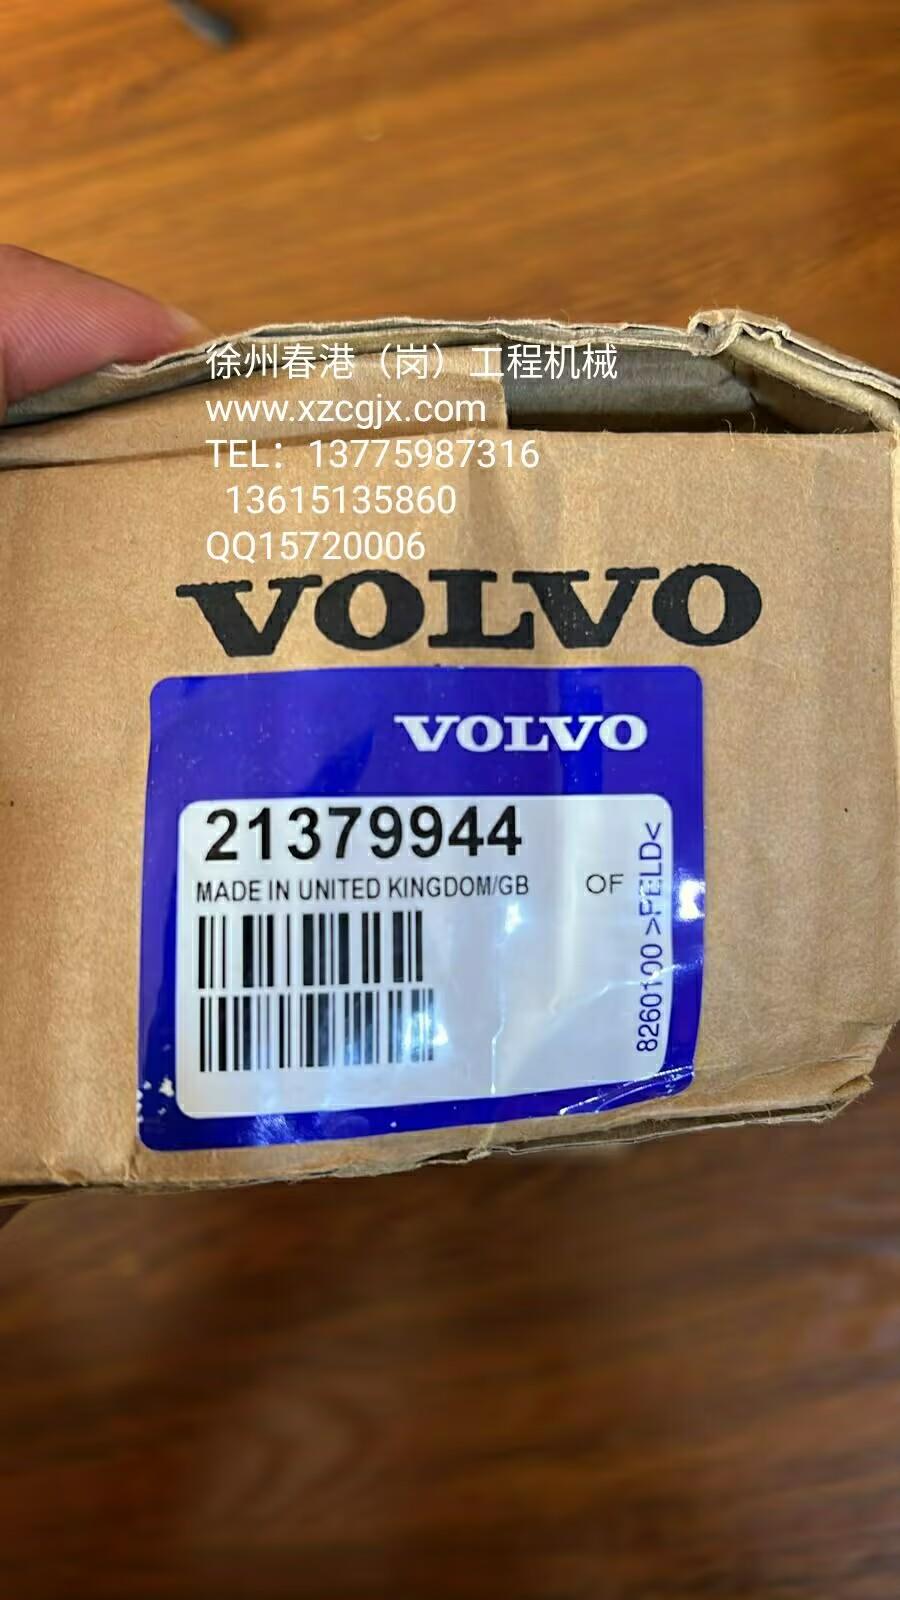 徐州春港（岗）工程机械
www.xzcgjx.com
TEL：13775987316
13615135860
QQ15720006
VOLVO
VOLVO
21379944
MADE IN UNITED KINGDOM/GB
OF
8260100 >PELD<